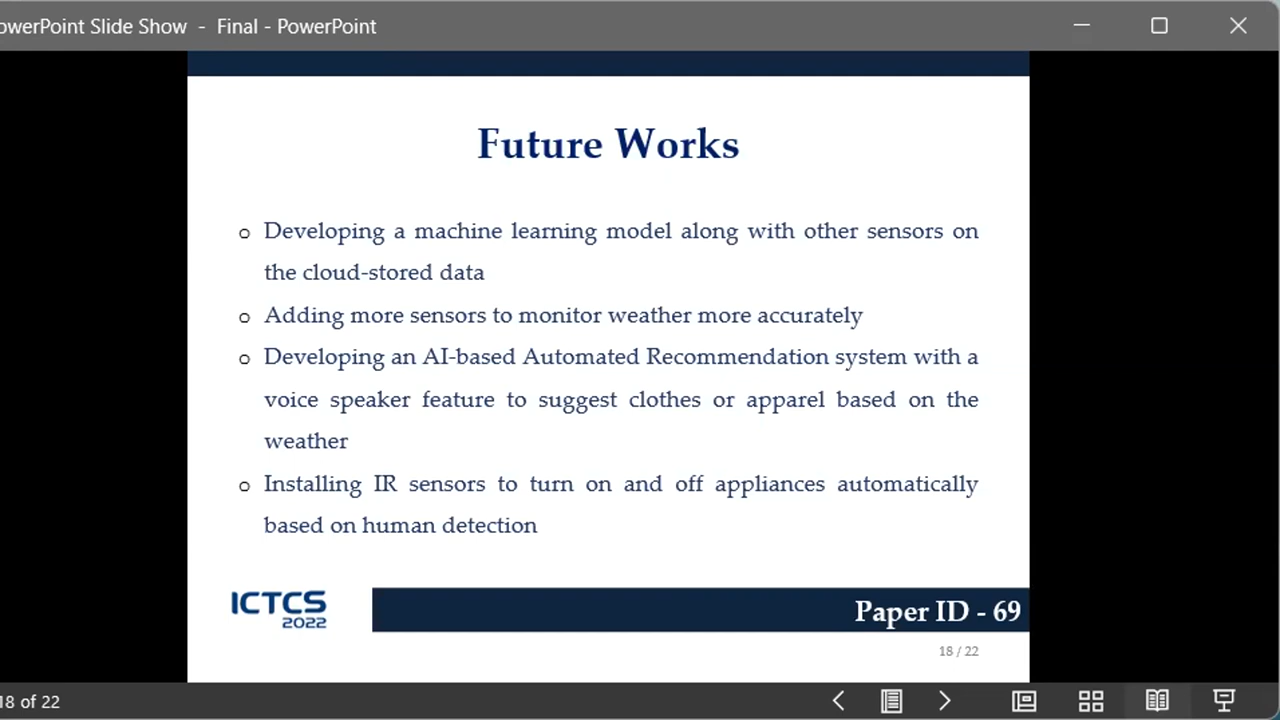 PowerPoint Slide Show - Final - PowerPoint
Future Works
Developing a machine learning model along with other sensors on
the cloud-stored data
Adding more sensors to monitor weather more accurately
Developing an AI-based Automated Recommendation system with a
voice speaker feature to suggest clothes or apparel based on the
weather
Installing IR sensors to turn on and off appliances automatically
based on human detection
ICTCS
2022
Paper ID - 69
18 / 22
18 of 22